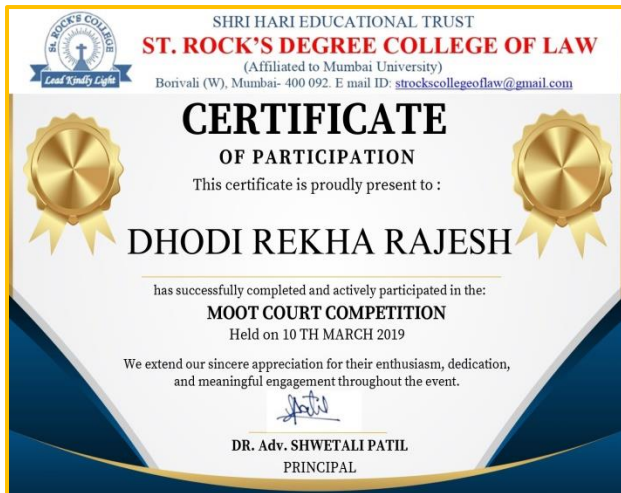 SHRI HARI EDUCATIONAL TRUST
ST. ROCK'S COLLEGE
ST. ROCK'S DEGREE COLLEGE OF LAW
(Affiliated to Mumbai University)
Lead Kindly Light
Borivali (W), Mumbai- 400 092. E mail ID: strockscollegeoflaw@gmail.com
CERTIFICATE
OF PARTICIPATION
This certificate is proudly present to :
DHODI REKHA RAJESH
has successfully completed and actively participated in the:
MOOT COURT COMPETITION
Held on 10 TH MARCH 2019
We extend our sincere appreciation for their enthusiasm, dedication,
and meaningful engagement throughout the event.
Patil
DR. Adv. SHWETALI PATIL
PRINCIPAL